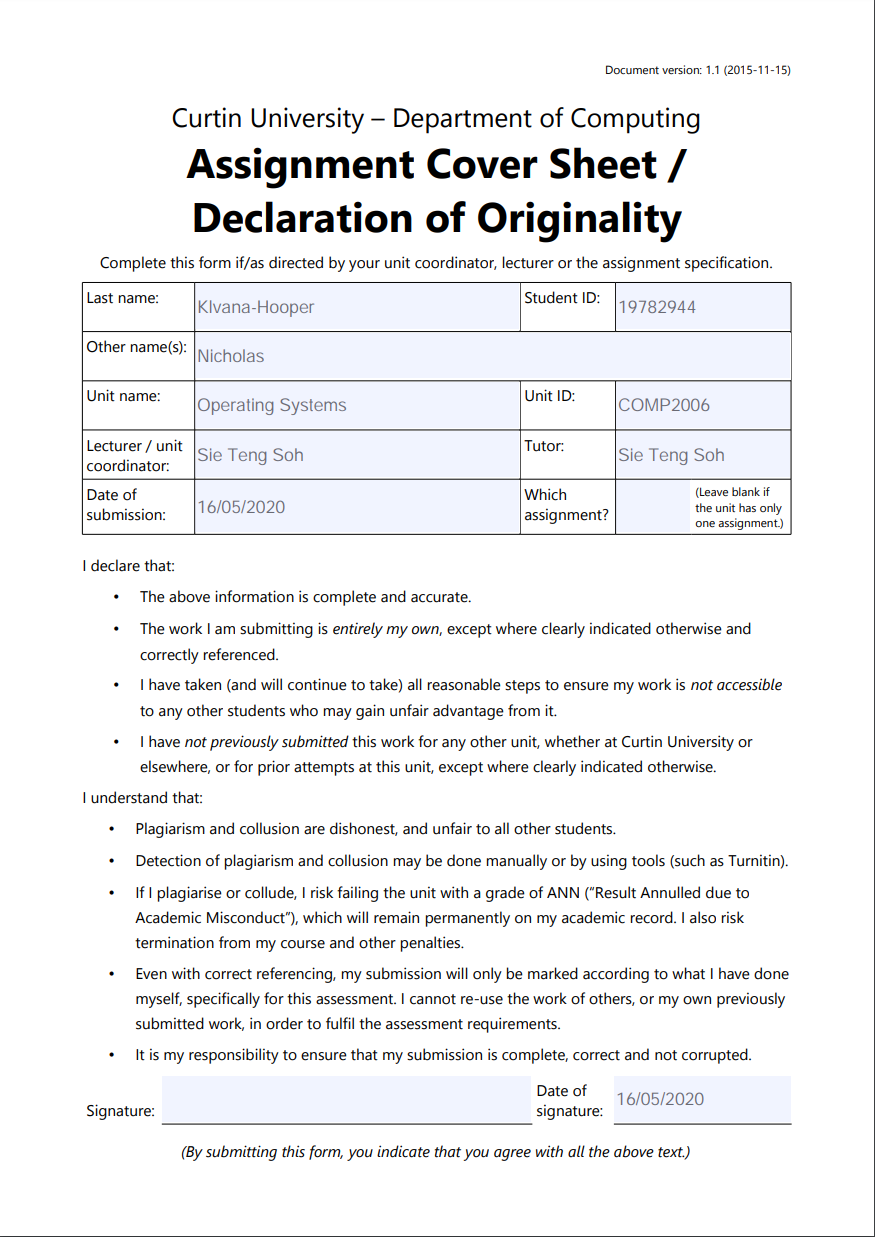 Document version: 1.1 (2015-11-15)
Curtin University – Department of Computing
Assignment Cover Sheet /
Declaration of Originality
Complete this form if/as directed by your unit coordinator, lecturer or the assignment specification.
Last name: KIvana-Hooper Student ID: 19782944
Other name(s): Nicholas
Unit name: Operating Systems Unit ID: COMP2006
Lecturer / unit
coordinator: Sie Teng Soh Tutor: Sie Teng Soh
Date of
submission: 16/05/2020 Which
assignment? (Leave blank if
the unit has only
one assignment.)
I declare that:
• The above information is complete and accurate.
• The work I am submitting is entirely my own, except where clearly indicated otherwise and
correctly referenced.
• I have taken (and will continue to take) all reasonable steps to ensure my work is not accessible
to any other students who may gain unfair advantage from it.
• I have not previously submitted this work for any other unit, whether at Curtin University or
elsewhere, or for prior attempts at this unit, except where clearly indicated otherwise.
I understand that:
• Plagiarism and collusion are dishonest, and unfair to all other students.
• Detection of plagiarism and collusion may be done manually or by using tools (such as Turnitin).
• If I plagiarise or collude, I risk failing the unit with a grade of ANN (“Result Annulled due to
Academic Misconduct”), which will remain permanently on my academic record. I also risk
termination from my course and other penalties.
• Even with correct referencing, my submission will only be marked according to what I have done
myself, specifically for this assessment. I cannot re-use the work of others, or my own previously
submitted work, in order to fulfil the assessment requirements.
• It is my responsibility to ensure that my submission is complete, correct and not corrupted.
Signature: Date of
signature: 16/05/2020
(By submitting this form, you indicate that you agree with all the above text.)